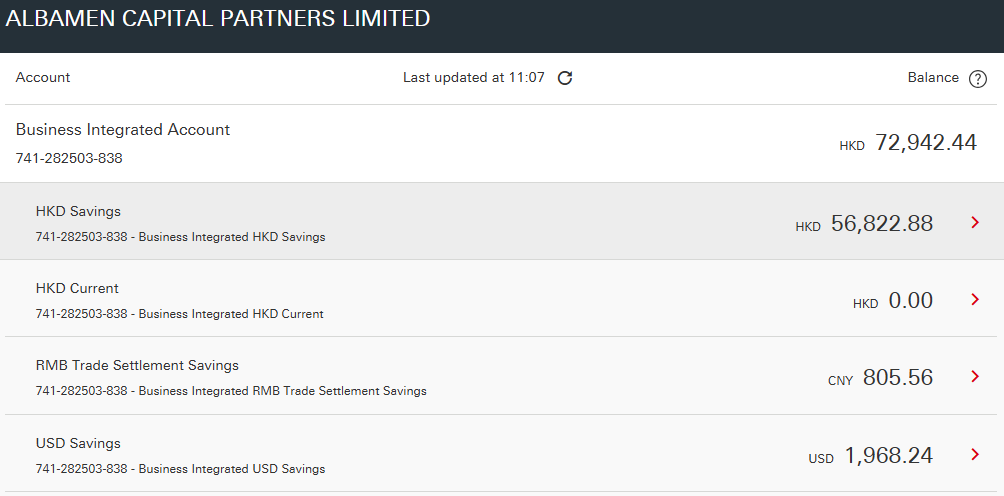 ALBAMEN CAPITAL PARTNERS LIMITED
Account Last updated at 11:07 Balance ?
Business Integrated Account
HKD 72,942.44
741-282503-838
HKD Savings
HKD 56,822.88
741-282503-838 - Business Integrated HKD Savings
HKD Current
HKD 0.00
741-282503-838 - Business Integrated HKD Current
RMB Trade Settlement Savings
CNY 805.56
741-282503-838 - Business Integrated RMB Trade Settlement Savings
USD Savings
USD 1,968.24
741-282503-838 - Business Integrated USD Savings